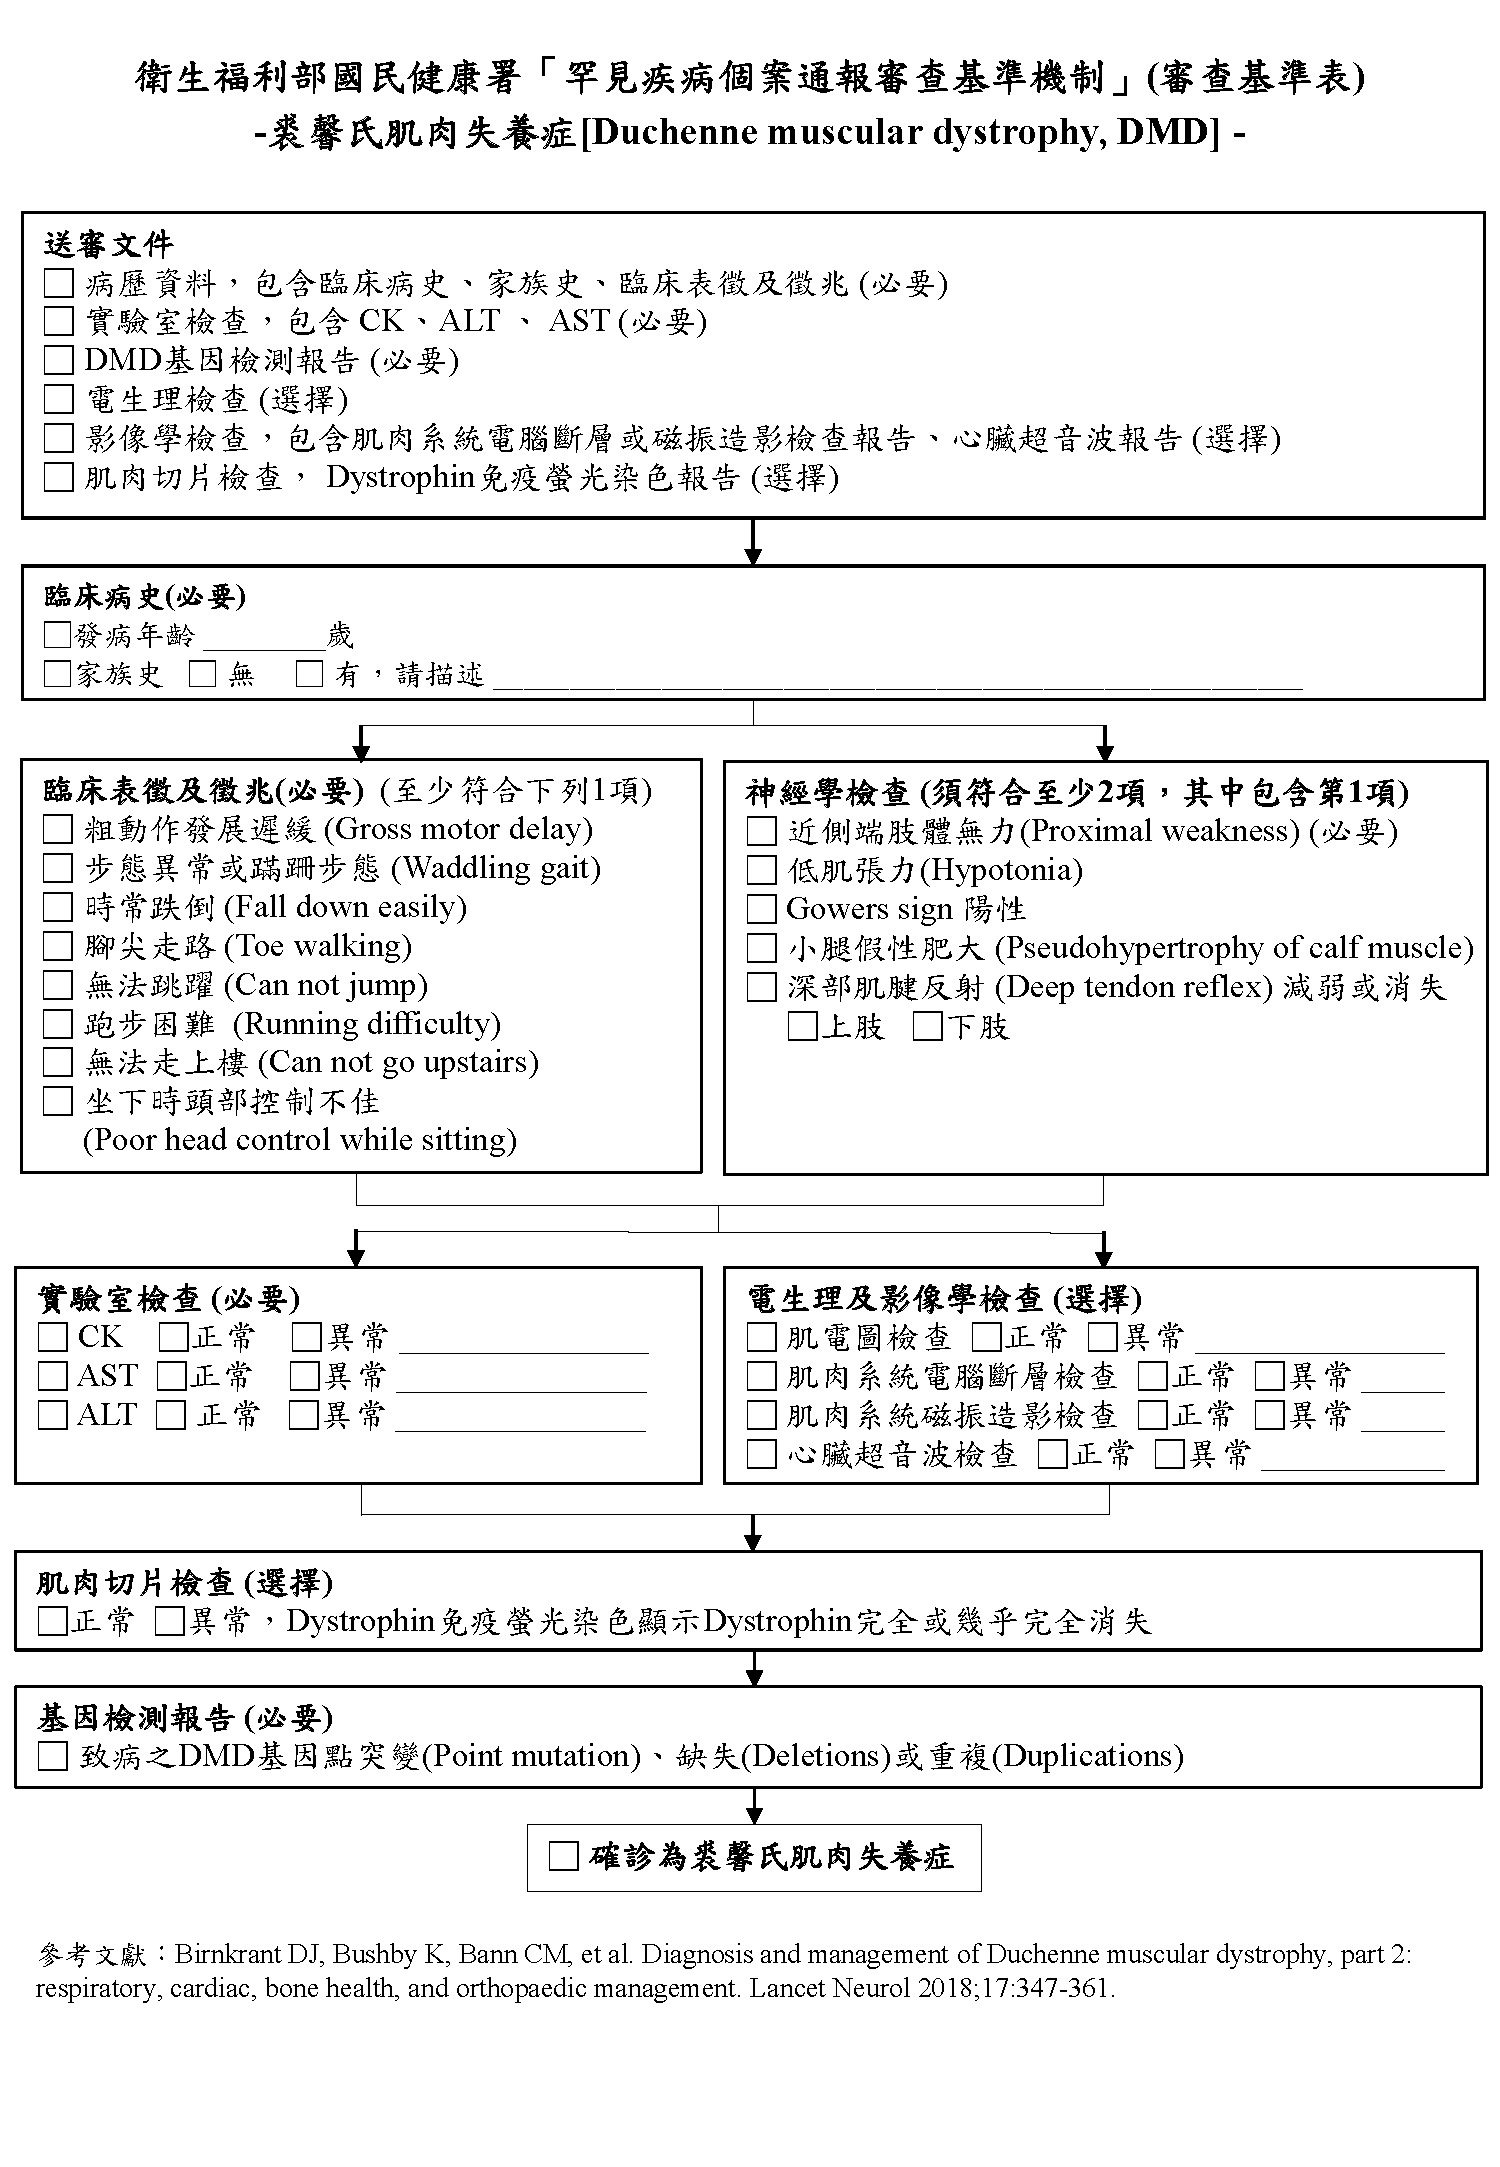 衛生福利部國民健康署「罕見疾病個案通報審查基準機制」(審查基準表)
-裘馨氏肌肉失養症[Duchenne muscular dystrophy, DMD] -
送審文件
□ 病歷資料，包含臨床病史、家族史、臨床表徵及徵兆 (必要)
□ 實驗室檢查，包含 CK、ALT 、 AST (必要)
□ DMD基因檢測報告 (必要)
□ 電生理檢查 (選擇)
□ 影像學檢查，包含肌肉系統電腦斷層或磁振造影檢查報告、心臟超音波報告 (選擇)
□ 肌肉切片檢查， Dystrophin免疫螢光染色報告 (選擇)
臨床病史(必要)
□發病年齡 ________歲
□家族史 □ 無 □ 有，請描述 _____________________________________________________
臨床表徵及徵兆(必要) (至少符合下列1項)
□ 粗動作發展遲緩 (Gross motor delay)
□ 步態異常或蹣跚步態 (Waddling gait)
□ 時常跌倒 (Fall down easily)
□ 腳尖走路 (Toe walking)
□ 無法跳躍 (Can not jump)
□ 跑步困難 (Running difficulty)
□ 無法走上樓 (Can not go upstairs)
□ 坐下時頭部控制不佳
(Poor head control while sitting)
神經學檢查 (須符合至少2項，其中包含第1項)
□ 近側端肢體無力(Proximal weakness) (必要)
□ 低肌張力(Hypotonia)
□ Gowers sign 陽性
□ 小腿假性肥大 (Pseudohypertrophy of calf muscle)
□ 深部肌腱反射 (Deep tendon reflex) 減弱或消失
□上肢 □下肢
實驗室檢查 (必要)
□ CK □正常 □異常 ________________
□ AST □正常 □異常 ________________
□ ALT □ 正常 □異常 ________________
電生理及影像學檢查 (選擇)
□ 肌電圖檢查 □正常 □異常 ________________
□ 肌肉系統電腦斷層檢查 □正常 □異常 _____
□ 肌肉系統磁振造影檢查 □正常 □異常 _____
□ 心臟超音波檢查 □正常 □異常 ____________
肌肉切片檢查 (選擇)
□正常 □異常，Dystrophin免疫螢光染色顯示Dystrophin完全或幾乎完全消失
基因檢測報告 (必要)
□ 致病之DMD基因點突變(Point mutation)、缺失(Deletions)或重複(Duplications)
□ 確診為裘馨氏肌肉失養症
參考文獻：Birnkrant DJ, Bushby K, Bann CM, et al. Diagnosis and management of Duchenne muscular dystrophy, part 2:
respiratory, cardiac, bone health, and orthopaedic management. Lancet Neurol 2018;17:347-361.